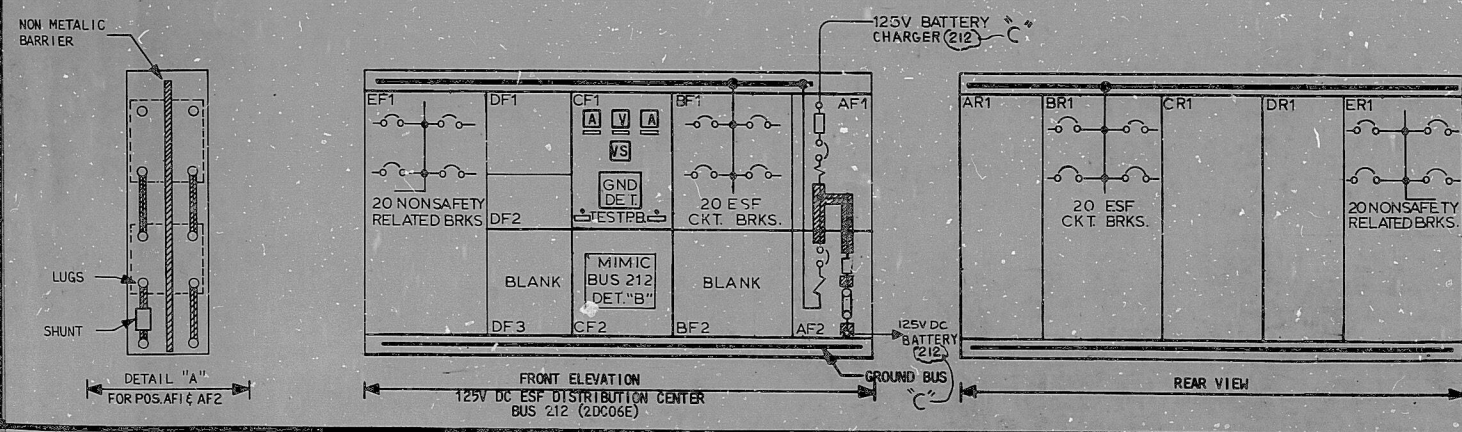 NON METALIC
BARRIER
LUGS
SHUNT
DETAIL "A"
FOR POS.AF1 & AF2
125V BATTERY "C"
CHARGER (212)
EF1
DF1
CF1
BF1
AF1
A V A
VS
GND
DET.
TESTPB.
20 NONSAFETY
RELATED BRKS
DF2
20 ESF
CKT. BRKS.
BLANK
MIMIC
BUS 212
DET."B"
BLANK
DF3
CF2
BF2
AF2
125V DC
BATTERY
(212)
"C"
GROUND BUS
FRONT ELEVATION
125V DC ESF DISTRIBUTION CENTER
BUS 212 (2DC06E)
AR1
BR1
CR1
DR1
ER1
20 ESF
CKT. BRKS.
20 NONSAFETY
RELATED BRKS.
REAR VIEW